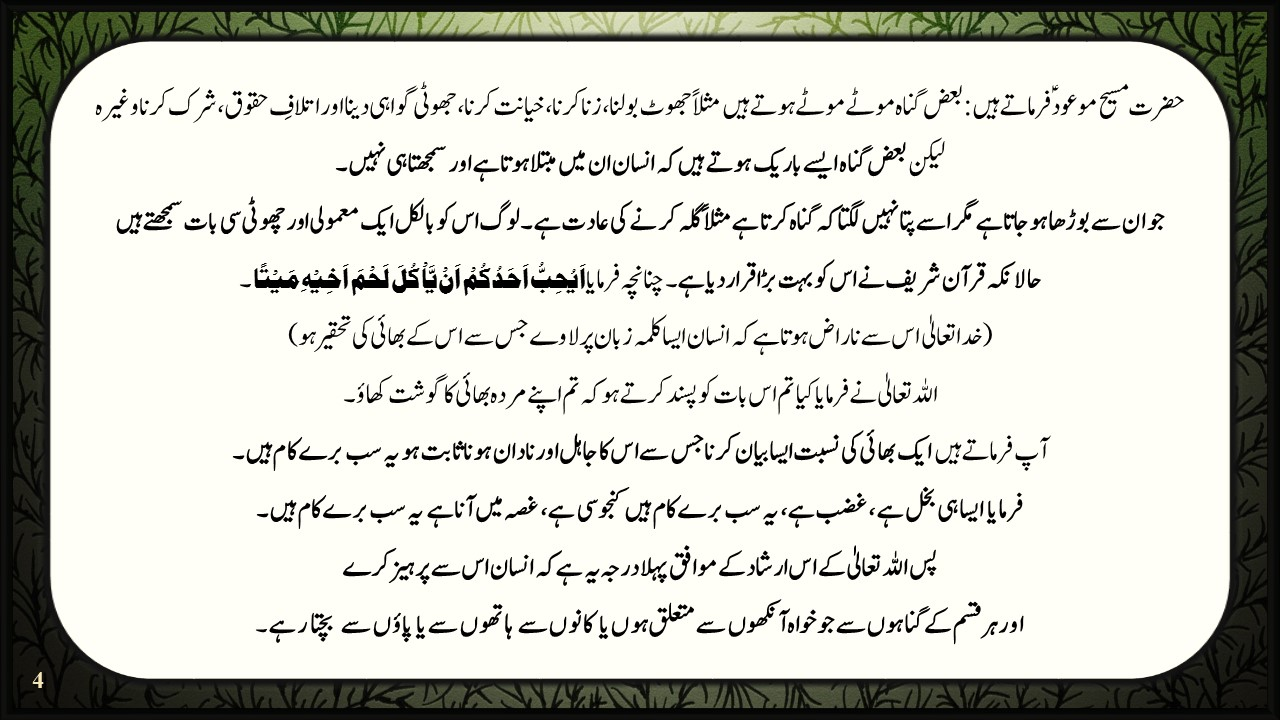 حضرت مسیح موعودؑ فرماتے ہیں: بعض گناہ موٹے موٹے ہوتے ہیں مثلاً جھوٹ بولنا، زنا کرنا، خیانت کرنا، جھوٹی گواہی دینا اور اتلافِ حقوق، شرک کرنا وغیرہ
لیکن بعض گناہ ایسے باریک ہوتے ہیں کہ انسان ان میں مبتلا ہوتا ہے اور سمجھتا ہی نہیں۔
جوان سے بوڑھا ہو جاتا ہے مگر اسے پتا نہیں لگتا کہ گناہ کرتا ہے مثلاً گلہ کرنے کی عادت ہے۔ لوگ اس کو بالکل ایک معمولی اور چھوٹی سی بات سمجھتے ہیں
حالانکہ قرآن شریف نے اس کو بہت بڑا قرار دیا ہے۔ چنانچہ فرمایا اَیُحِبُّ اَحَدُکُمْ اَنْ یَّاْکُلَ لَحْمَ اَخِیْہِ مَیْتًا۔
(خدا تعالیٰ اس سے ناراض ہوتا ہے کہ انسان ایسا کلمہ زبان پر لاوے جس سے اس کے بھائی کی تحقیر ہو)
اللہ تعالیٰ نے فرمایا کیا تم اس بات کو پسند کرتے ہو کہ تم اپنے مردہ بھائی کا گوشت کھاؤ۔
آپ فرماتے ہیں ایک بھائی کی نسبت ایسا بیان کرنا جس سے اس کا جاہل اور نادان ہونا ثابت ہو یہ سب برے کام ہیں۔
فرمایا ایسا ہی بخل ہے، غضب ہے، یہ سب برے کام ہیں کنجوسی ہے، غصہ میں آنا ہے یہ سب برے کام ہیں۔
پس اللہ تعالیٰ کے اس ارشاد کے موافق پہلا درجہ یہ ہے کہ انسان اس سے پرہیز کرے
اور ہر قسم کے گناہوں سے جو خواہ آنکھوں سے متعلق ہوں یا کانوں سے ہاتھوں سے یا پاؤں سے بچتا رہے۔
4